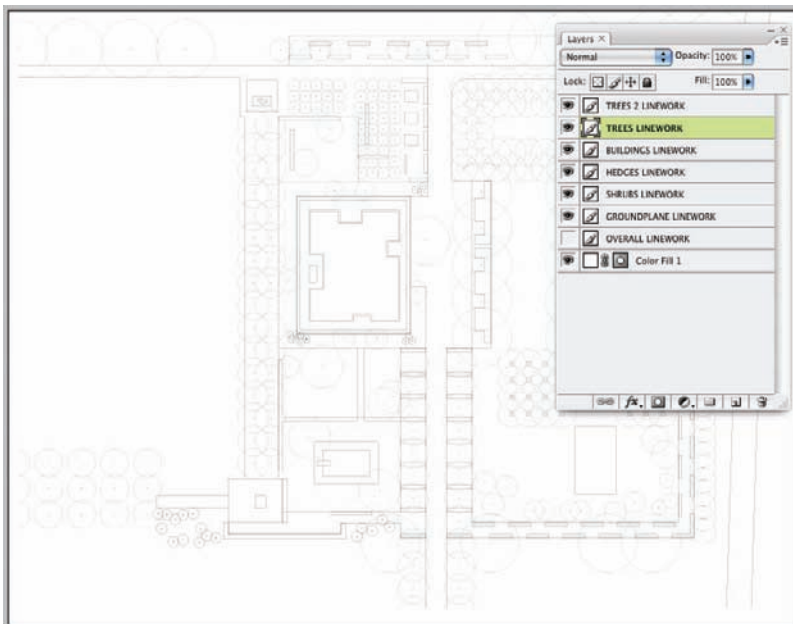 Layers ×
Normal Opacity: 100%
Lock: Fill: 100%
TREES 2 LINEWORK
TREES LINEWORK
BUILDINGS LINEWORK
HEDGES LINEWORK
SHRUBS LINEWORK
GROUNDPLANE LINEWORK
OVERALL LINEWORK
Color Fill 1
fx